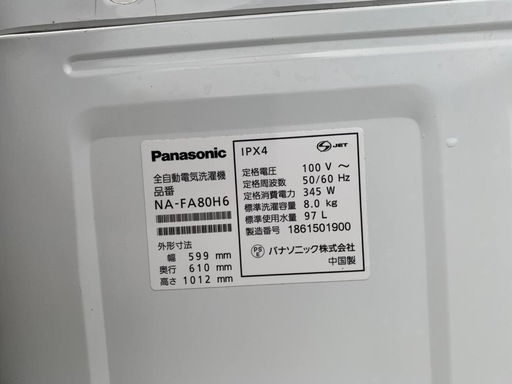 Panasonic
全自動電気洗濯機
品番
NA-FA80H6
外形寸法
幅 599 mm
奥行 610 mm
高さ 1012 mm
IPX4
JET
定格電圧 100 V ~
定格周波数 50/60 Hz
定格消費電力 345 W
標準洗濯容量 8.0 kg
標準使用水量 97 L
製造番号 1861501900
PS
E
パナソニック株式会社
中国製